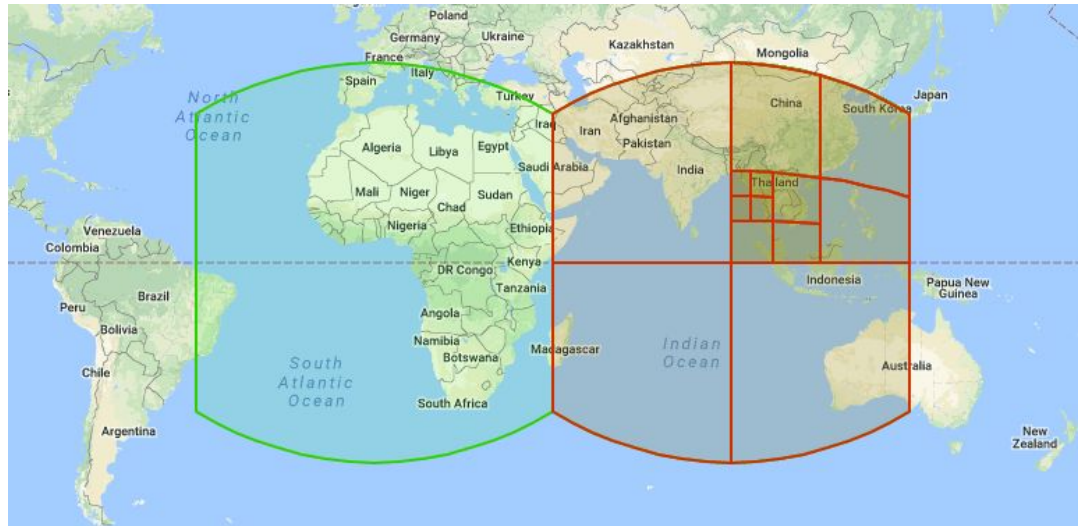 Poland
Germany
Ukraine
France
Kazakhstan
Mongolia
Italy
Spain
Turkey
North
Atlantic
Ocean
China
Japan
South Korea
Iraq
Iran
Afghanistan
Pakistan
Algeria
Libya
Egypt
Saudi Arabia
India
Thailand
Mali
Niger
Sudan
Chad
Nigeria
Ethiopia
Venezuela
Colombia
DR Congo
Kenya
Tanzania
Indonesia
Papua New
Guinea
Brazil
Peru
Bolivia
Angola
Namibia
Botswana
Madagascar
Indian
Ocean
Australia
Chile
South
Atlantic
Ocean
South Africa
Argentina
New
Zealand